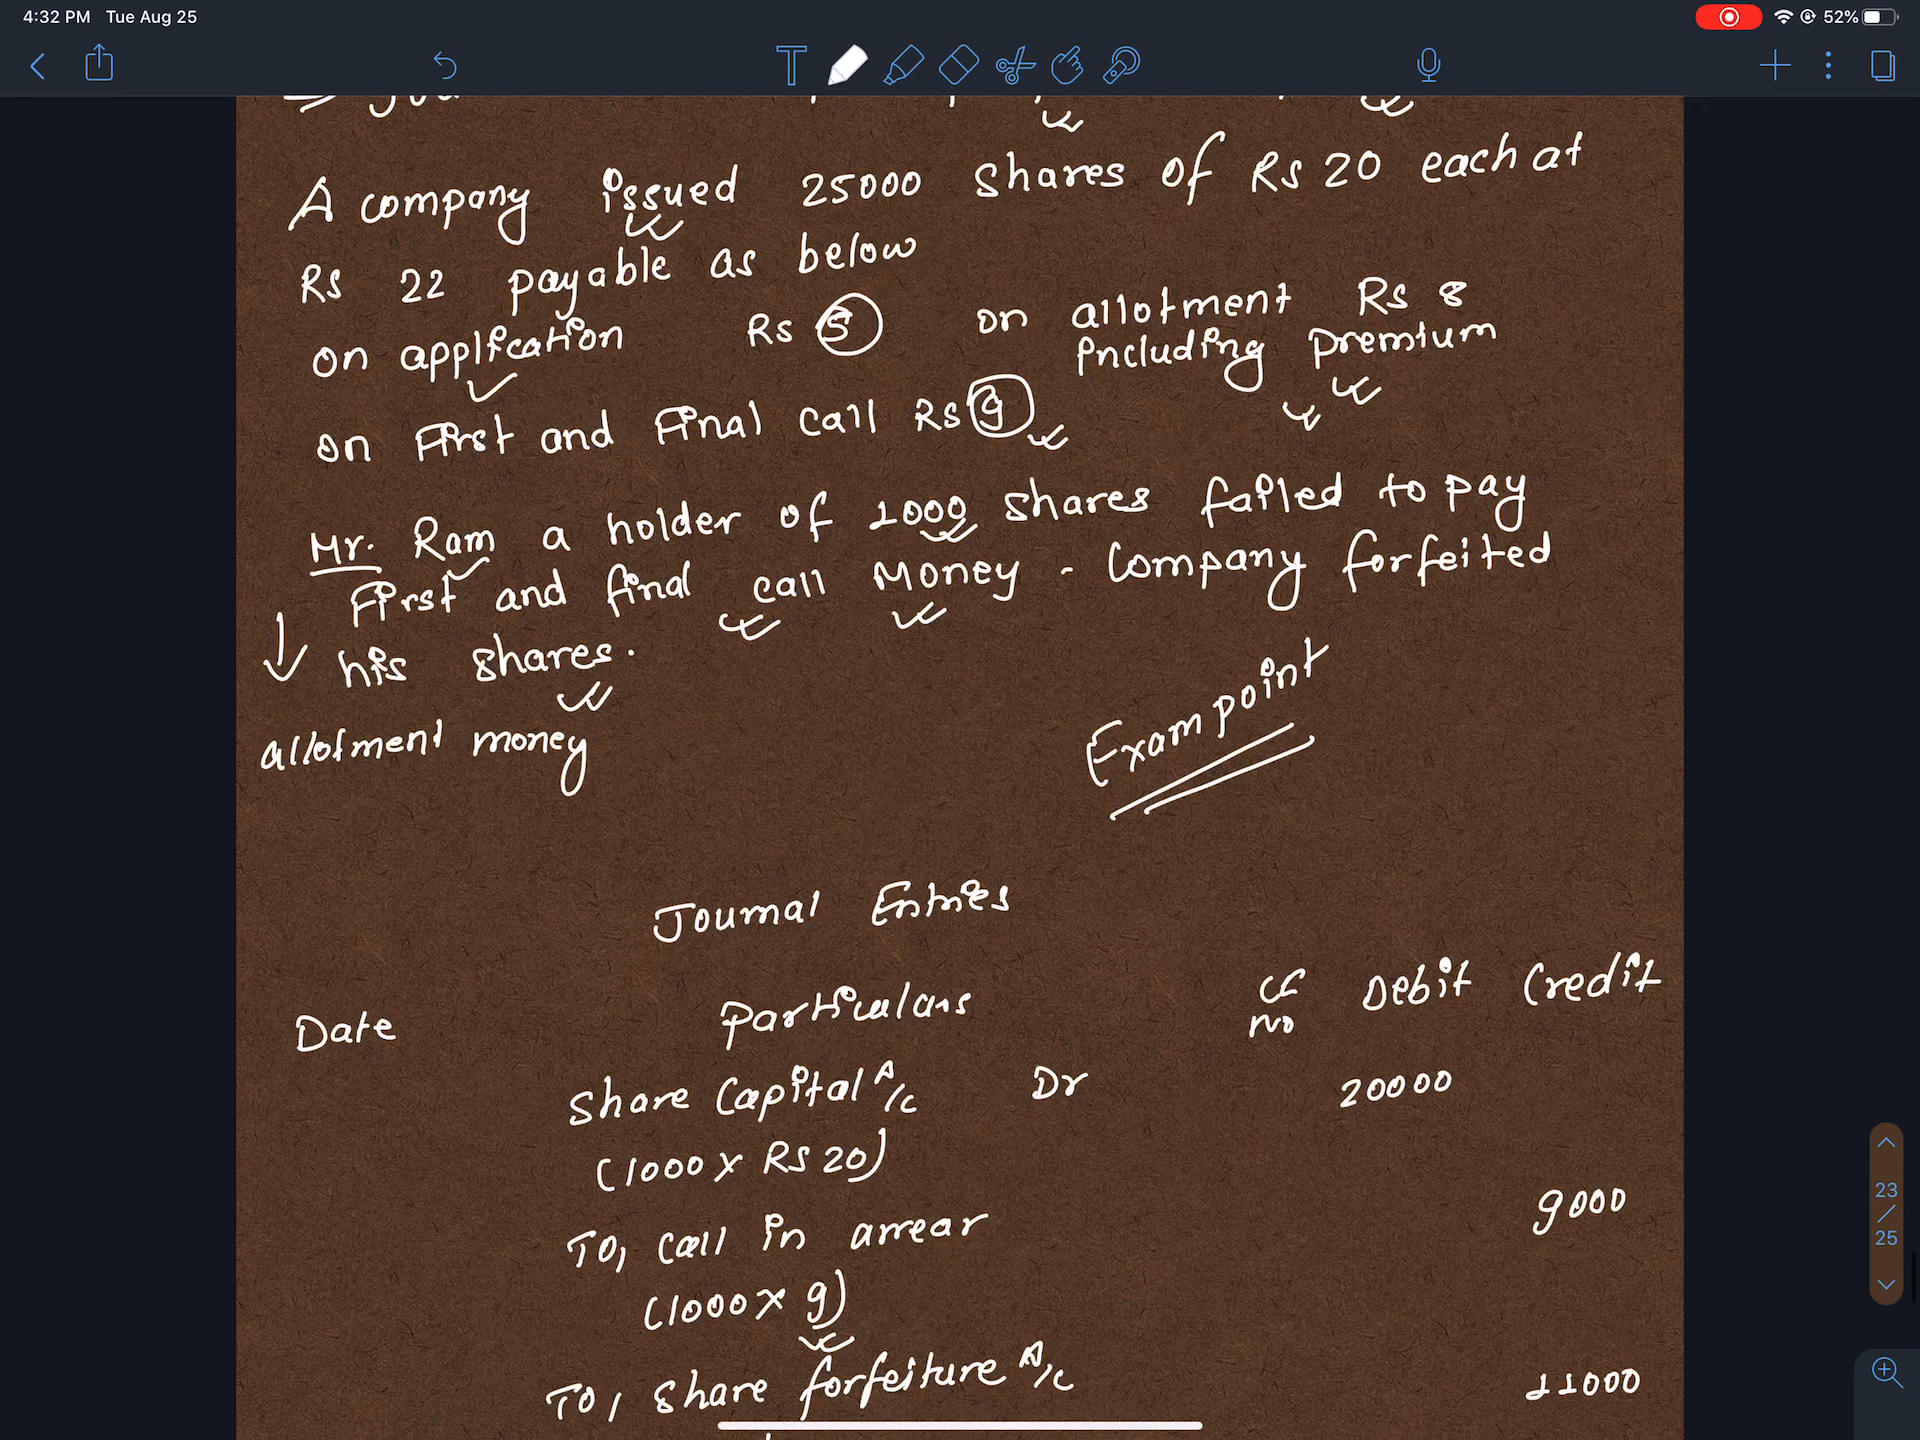 4:32 PM Tue Aug 25
52%
A company issued 25000 shares of Rs 20 each at
Rs 22 payable as below
on application Rs 5 on allotment Rs 8
including premium
on First and Final call Rs 9
Mr. Ram a holder of 1000 shares failed to pay
First and final call Money - Company forfeited
his shares.
allotment money
Exam point
Journal Entries
Date Particulars Debit Credit
No
Share Capital A/c Dr 20000
(1000 x Rs 20)
To, call in arrear 9000
(1000 x 9)
To, share forfeiture A/c 11000
23
/
25